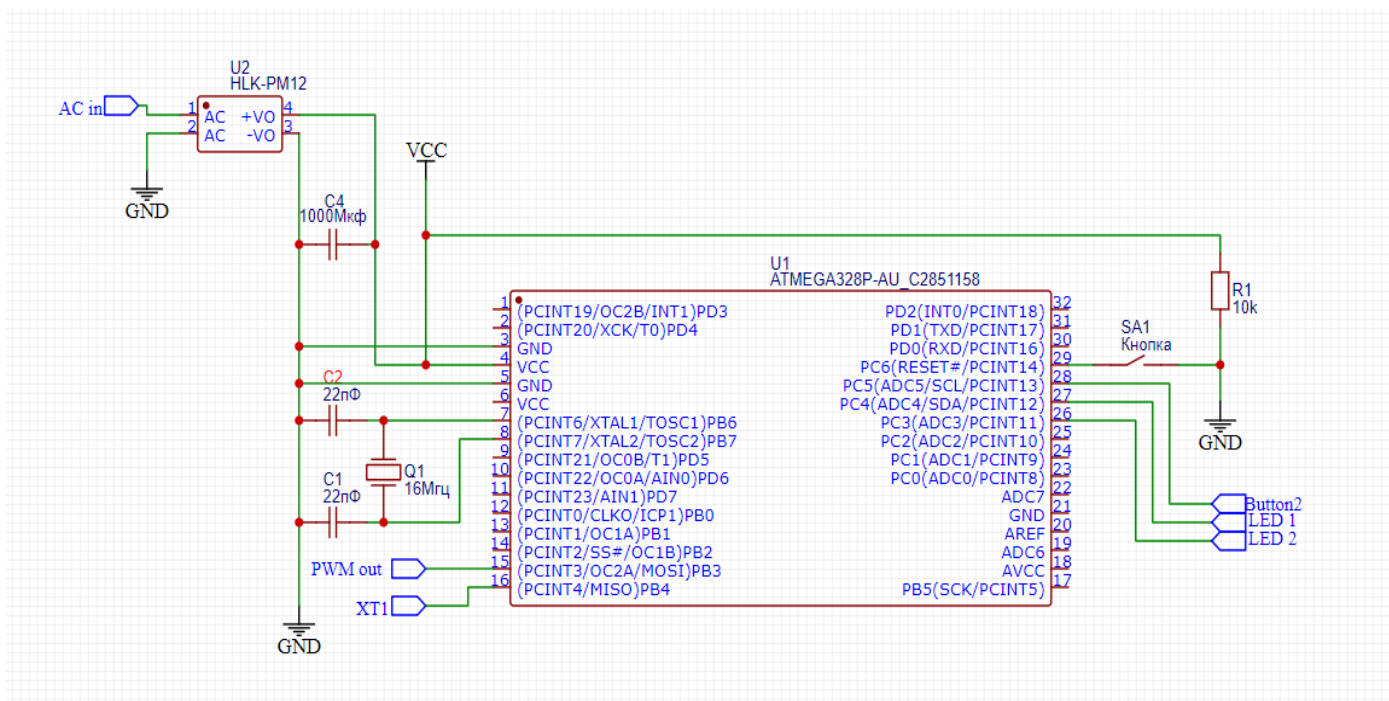 U2
HLK-PM12
AC in
1
AC
+VO
4
2
AC
-VO
3
GND
VCC
C4
1000Мкф
U1
ATMEGA328P-AU_C2851158
1
(PCINT19/OC2B/INT1)PD3
2
(PCINT20/XCK/T0)PD4
3
GND
4
VCC
5
GND
6
VCC
7
(PCINT6/XTAL1/TOSC1)PB6
8
(PCINT7/XTAL2/TOSC2)PB7
9
(PCINT21/OC0B/T1)PD5
10
(PCINT22/OC0A/AIN0)PD6
11
(PCINT23/AIN1)PD7
12
(PCINT0/CLKO/ICP1)PB0
13
(PCINT1/OC1A)PB1
14
(PCINT2/SS#/OC1B)PB2
15
(PCINT3/OC2A/MOSI)PB3
16
(PCINT4/MISO)PB4
PD2(INT0/PCINT18)
32
PD1(TXD/PCINT17)
31
PD0(RXD/PCINT16)
30
PC6(RESET#/PCINT14)
29
PC5(ADC5/SCL/PCINT13)
28
PC4(ADC4/SDA/PCINT12)
27
PC3(ADC3/PCINT11)
26
PC2(ADC2/PCINT10)
25
PC1(ADC1/PCINT9)
24
PC0(ADC0/PCINT8)
23
ADC7
22
GND
21
AREF
20
ADC6
19
AVCC
18
PB5(SCK/PCINT5)
17
C2
22пФ
C1
22пФ
Q1
16Мгц
PWM out
XT1
GND
SA1
Кнопка
R1
10k
GND
Button2
LED 1
LED 2